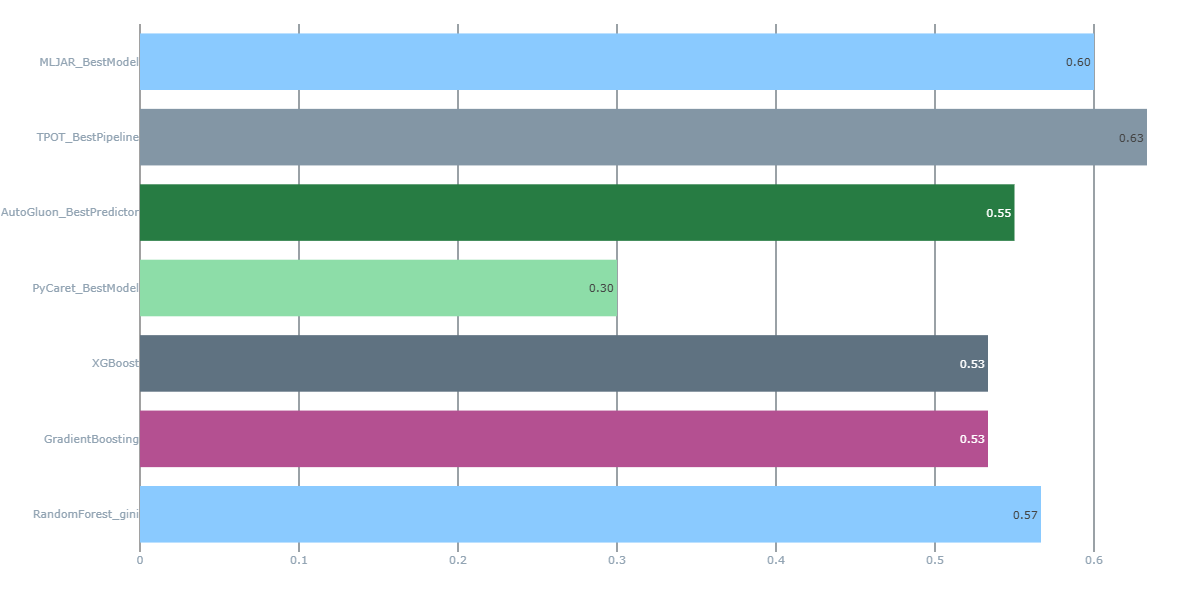 MLJAR_BestModel 0.60
TPOT_BestPipeline 0.63
AutoGluon_BestPredictor 0.55
PyCaret_BestModel 0.30
XGBoost 0.53
GradientBoosting 0.53
RandomForest_gini 0.57
0 0.1 0.2 0.3 0.4 0.5 0.6